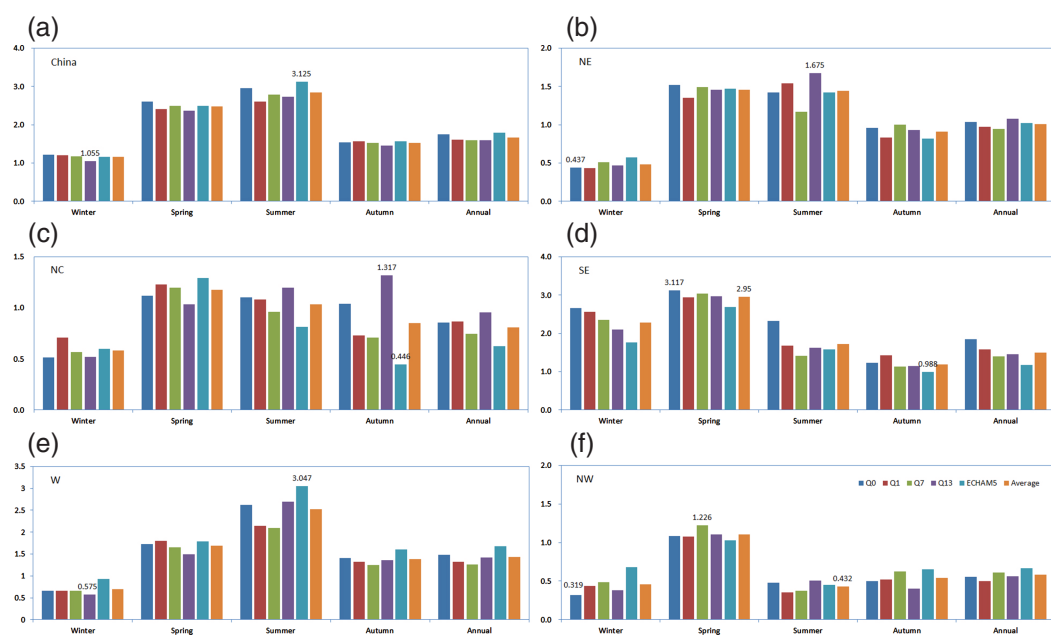 (a)
4.0
3.0
2.0
1.0
0.0
China
1.055
3.125
Winter Spring Summer Autumn Annual
(b)
2.0
1.5
1.0
0.5
0.0
NE
0.437
1.675
Winter Spring Summer Autumn Annual
(c)
1.5
1.0
0.5
0.0
NC
1.317
0.446
Winter Spring Summer Autumn Annual
(d)
4.0
3.0
2.0
1.0
0.0
SE
3.117
2.95
0.988
Winter Spring Summer Autumn Annual
(e)
3.5
3
2.5
2
1.5
1
0.5
0
W
0.575
3.047
Winter Spring Summer Autumn Annual
(f)
2.0
1.5
1.0
0.5
0.0
NW
Q0 Q1 Q7 Q13 ECHAM5 Average
0.319
1.226
0.432
Winter Spring Summer Autumn Annual